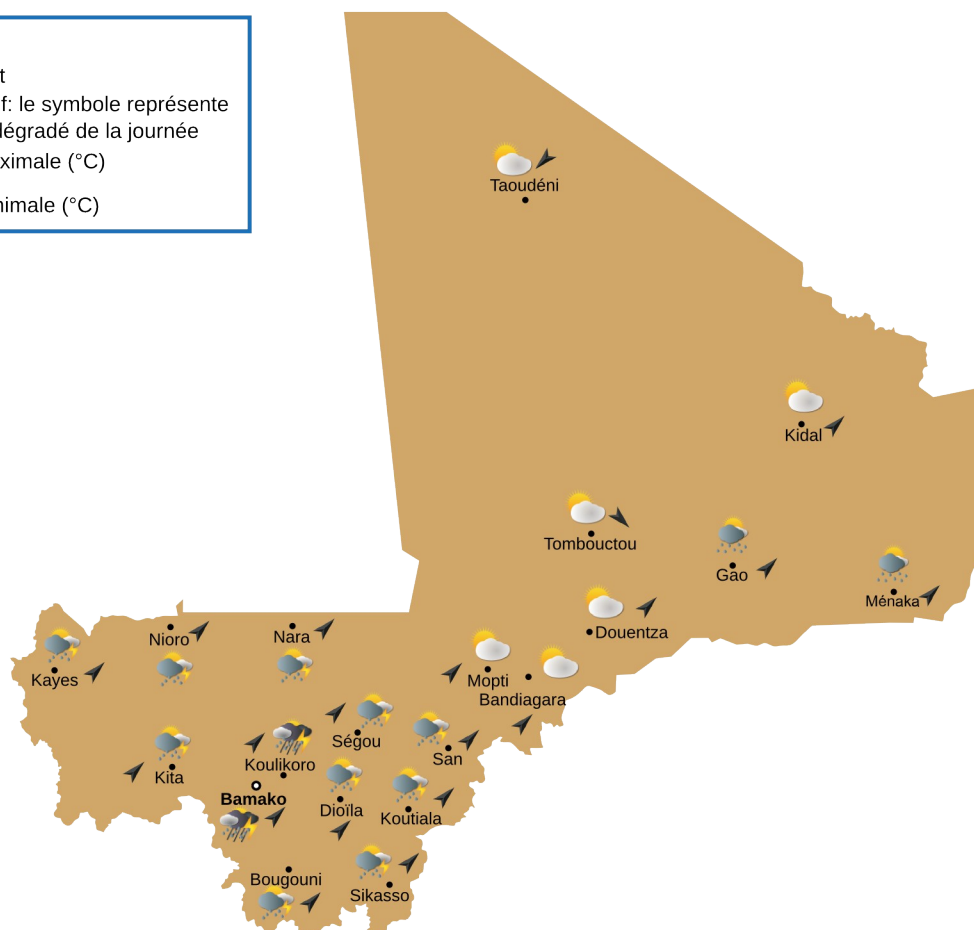 t
f: le symbole représente
dégradé de la journée
ximale (°C)
nimale (°C)
Taoudéni
Kidal
Tombouctou
Gao
Ménaka
Douentza
Nioro
Nara
Kayes
Mopti
Bandiagara
Ségou
San
Koulikoro
Kita
Bamako
Dioïla
Koutiala
Bougouni
Sikasso